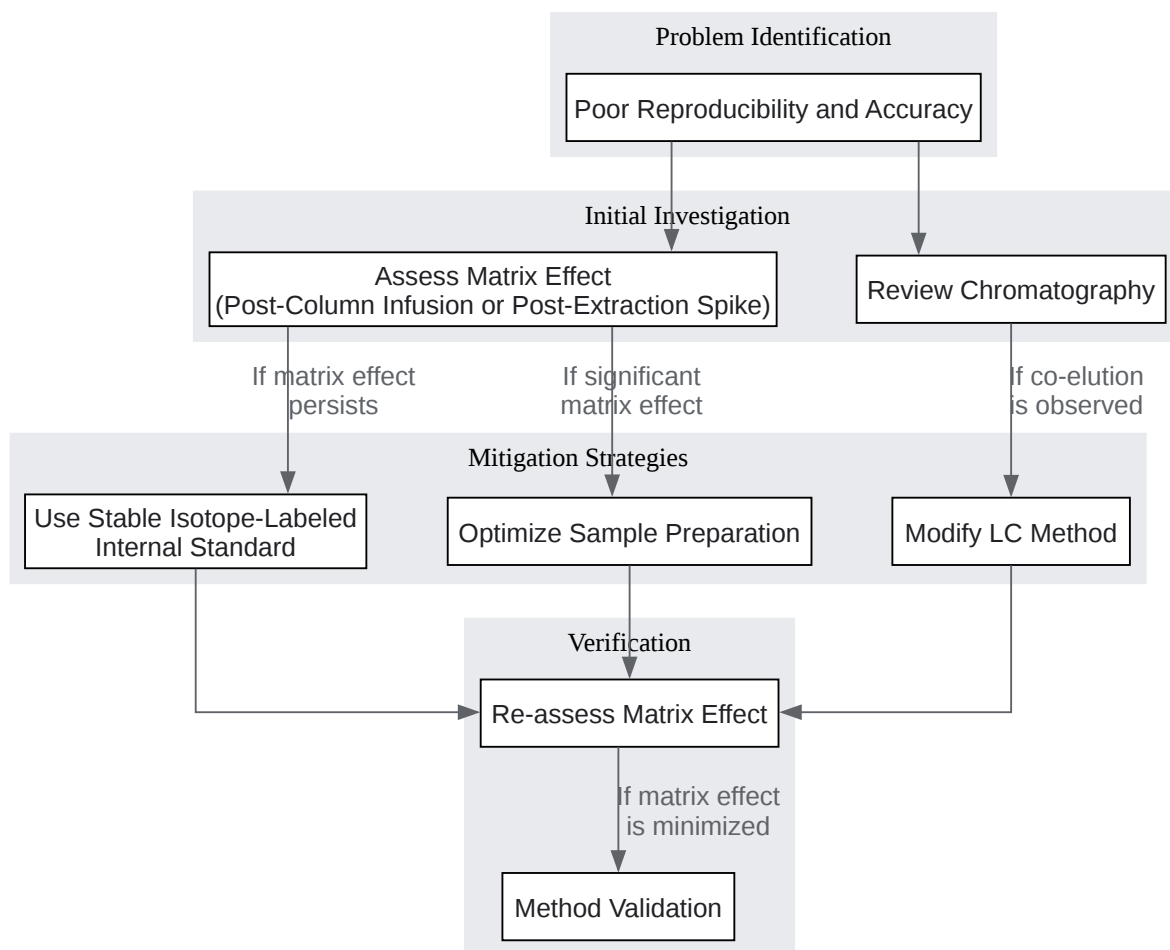 Problem Identification
Poor Reproducibility and Accuracy
Initial Investigation
Assess Matrix Effect
(Post-Column Infusion or Post-Extraction Spike)
Review Chromatography
If matrix effect
persists
If significant
matrix effect
If co-elution
is observed
Mitigation Strategies
Use Stable Isotope-Labeled
Internal Standard
Optimize Sample Preparation
Modify LC Method
Verification
Re-assess Matrix Effect
If matrix effect
is minimized
Method Validation